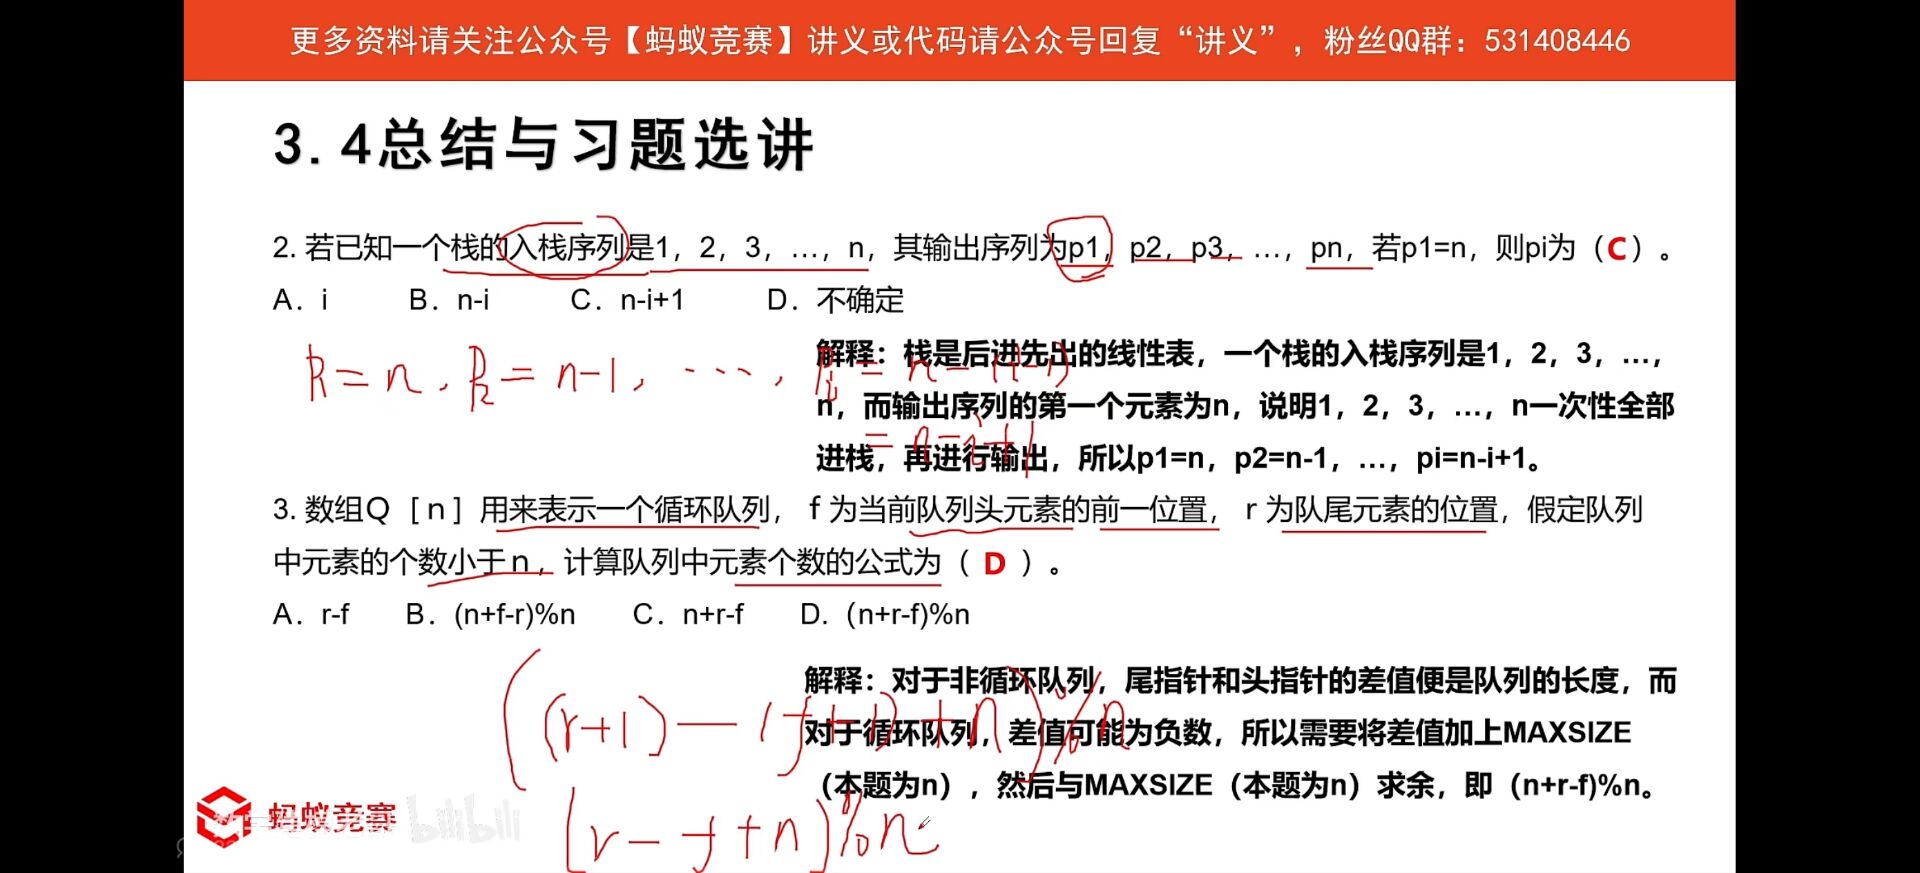 更多资料请关注公众号【蚂蚁竞赛】讲义或代码请公众号回复“讲义”，粉丝QQ群：531408446
3.4总结与习题选讲
2. 若已知一个栈的入栈序列是1，2，3，…，n，其输出序列为p1，p2，p3，…，pn，若p1=n，则pi为（C）。
A．i B．n-i C．n-i+1 D．不确定
P1 = n , P2 = n-1 , ……, Pi = n-(i-1)
= n-i+1
解释：栈是后进先出的线性表，一个栈的入栈序列是1，2，3，…，
n，而输出序列的第一个元素为n，说明1，2，3，…，n一次性全部
进栈，再进行输出，所以p1=n，p2=n-1，…，pi=n-i+1。
3. 数组Ｑ［ｎ］用来表示一个循环队列，ｆ为当前队列头元素的前一位置，ｒ为队尾元素的位置，假定队列
中元素的个数小于ｎ，计算队列中元素个数的公式为（ D ）。
A．r-f B．(n+f-r)%n C．n+r-f D．(n+r-f)%n
解释：对于非循环队列，尾指针和头指针的差值便是队列的长度，而
对于循环队列，差值可能为负数，所以需要将差值加上MAXSIZE
（本题为n），然后与MAXSIZE（本题为n）求余，即（n+r-f)%n。
((r+1)-(f+1)+n)%n
(r-f+n)%n
蚂蚁竞赛
bilibili